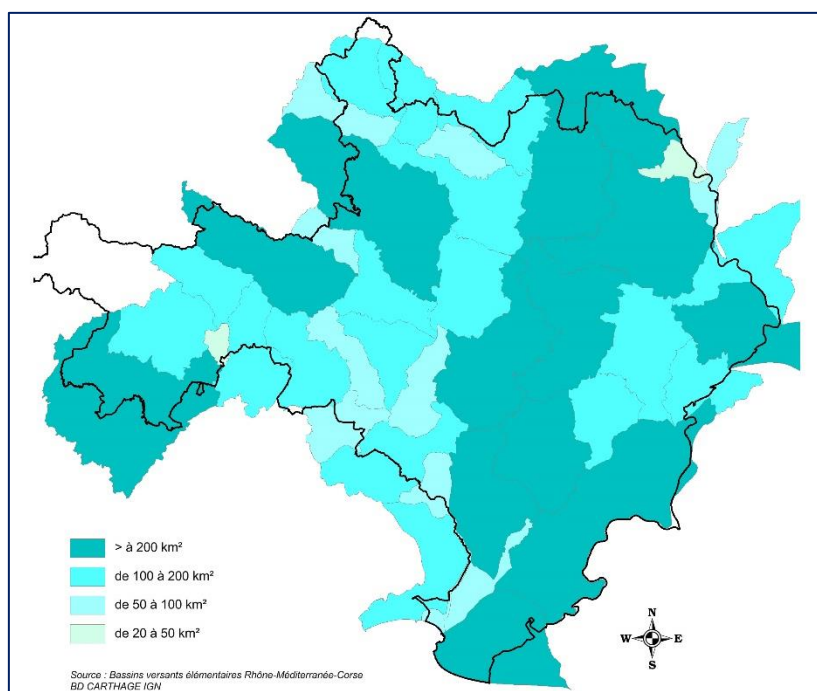 > à 200 km²
de 100 à 200 km²
de 50 à 100 km²
de 20 à 50 km²
N
W E
S
Source : Bassins versants élémentaires Rhône-Méditerranée-Corse
BD CARTHAGE IGN